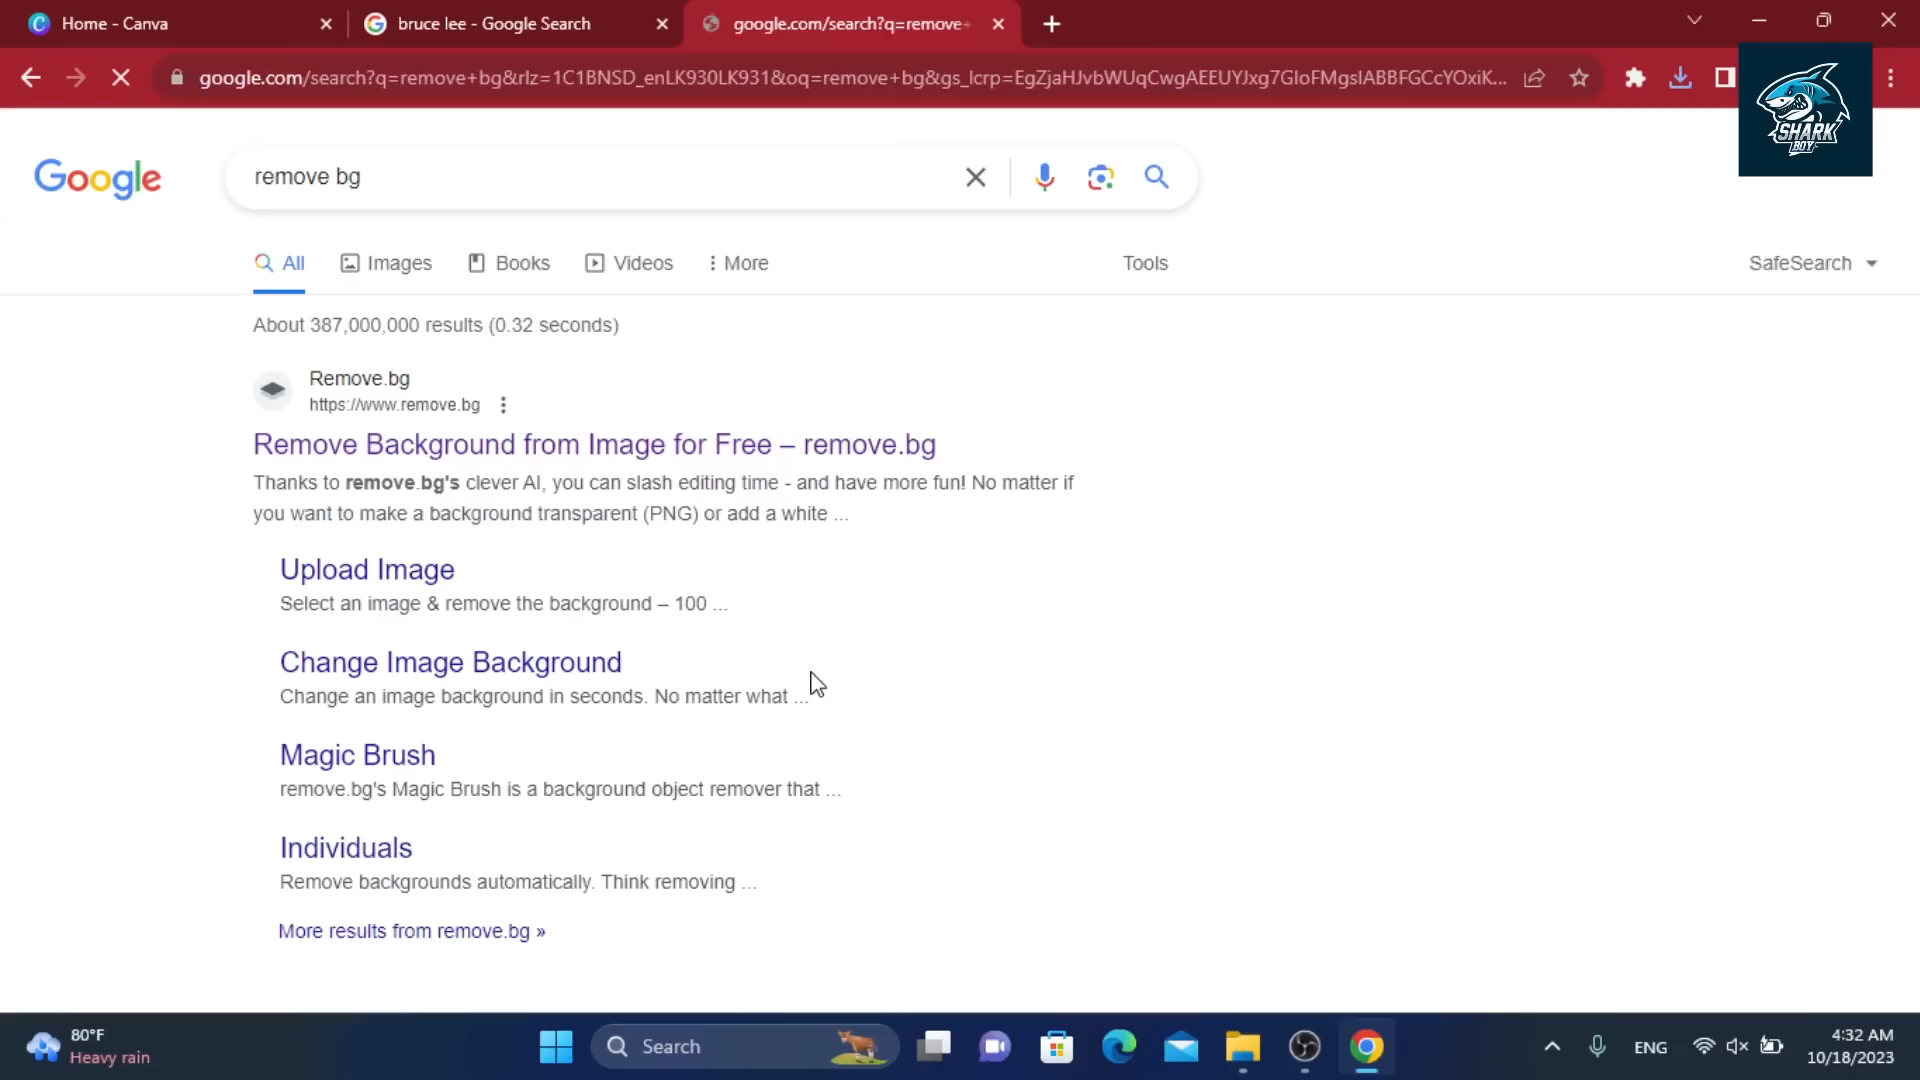 Home - Canva
bruce lee - Google Search
google.com/search?q=remove+
google.com/search?q=remove+bg&rlz=1C1BNSD_enLK930LK931&oq=remove+bg&gs_lcrp=
SHARK
BOY
Google
remove bg
All
Images
Books
Videos
More
Tools
SafeSearch
About 387,000,000 results (0.32 seconds)
Remove.bg
https://www.remove.bg
Remove Background from Image for Free – remove.bg
Thanks to remove.bg's clever AI, you can slash editing time - and have more fun! No matter if
you want to make a background transparent (PNG) or add a white ...
Upload Image
Select an image & remove the background – 100 ...
Change Image Background
Change an image background in seconds. No matter what ...
Magic Brush
remove.bg's Magic Brush is a background object remover that ...
Individuals
Remove backgrounds automatically. Think removing ...
More results from remove.bg »
80°F
Heavy rain
Search
ENG
4:32 AM
10/18/2023